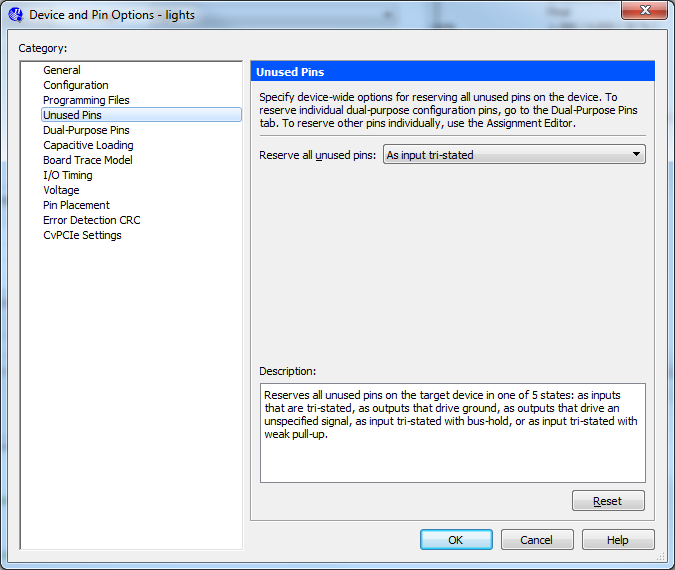 Device and Pin Options - lights
Category:
General
Configuration
Programming Files
Unused Pins
Dual-Purpose Pins
Capacitive Loading
Board Trace Model
I/O Timing
Voltage
Pin Placement
Error Detection CRC
CvPCIe Settings
Unused Pins
Specify device-wide options for reserving all unused pins on the device. To
reserve individual dual-purpose configuration pins, go to the Dual-Purpose Pins
tab. To reserve other pins individually, use the Assignment Editor.
Reserve all unused pins: As input tri-stated
Description:
Reserves all unused pins on the target device in one of 5 states: as inputs
that are tri-stated, as outputs that drive ground, as outputs that drive an
unspecified signal, as input tri-stated with bus-hold, or as input tri-stated with
weak pull-up.
Reset
OK Cancel Help